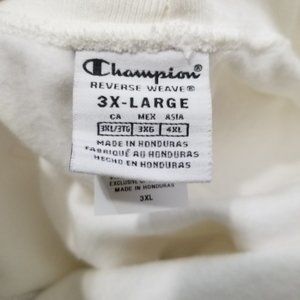 Champion®
REVERSE WEAVE®
3X-LARGE
CA MEX ASIA
3XL/3TG 3XG 4XL
MADE IN HONDURAS
FABRIQUÉ AU HONDURAS
HECHO EN HONDURAS
EXCLUSIVE
MADE IN HONDURAS
3XL